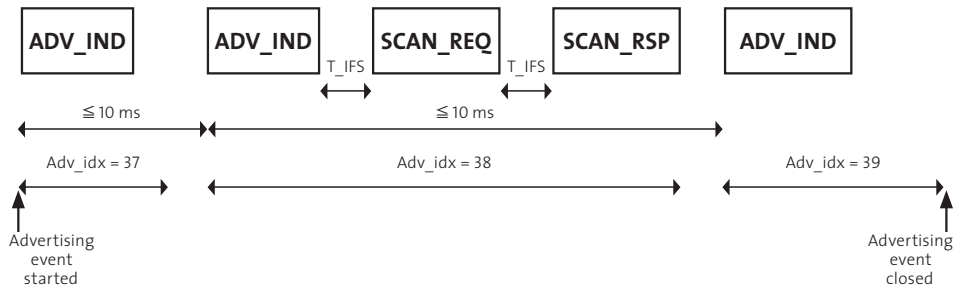 ADV_IND
ADV_IND
SCAN_REQ
SCAN_RSP
ADV_IND
T_IFS
T_IFS
≦ 10 ms
≦ 10 ms
Adv_idx = 37
Adv_idx = 38
Adv_idx = 39
Advertising
event
started
Advertising
event
closed